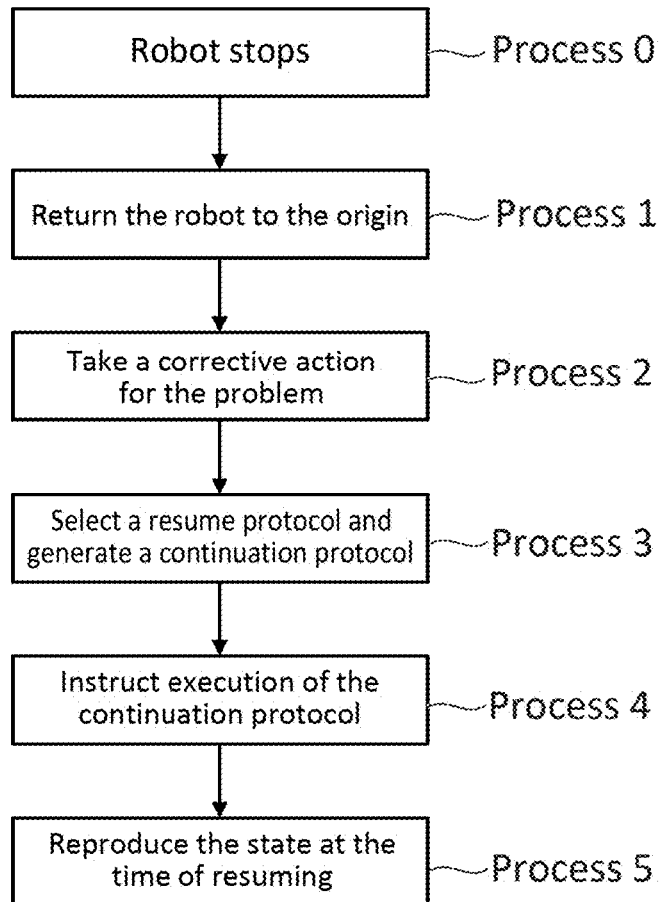 Robot stops
Process 0
Return the robot to the origin
Process 1
Take a corrective action
for the problem
Process 2
Select a resume protocol and
generate a continuation protocol
Process 3
Instruct execution of the
continuation protocol
Process 4
Reproduce the state at the
time of resuming
Process 5